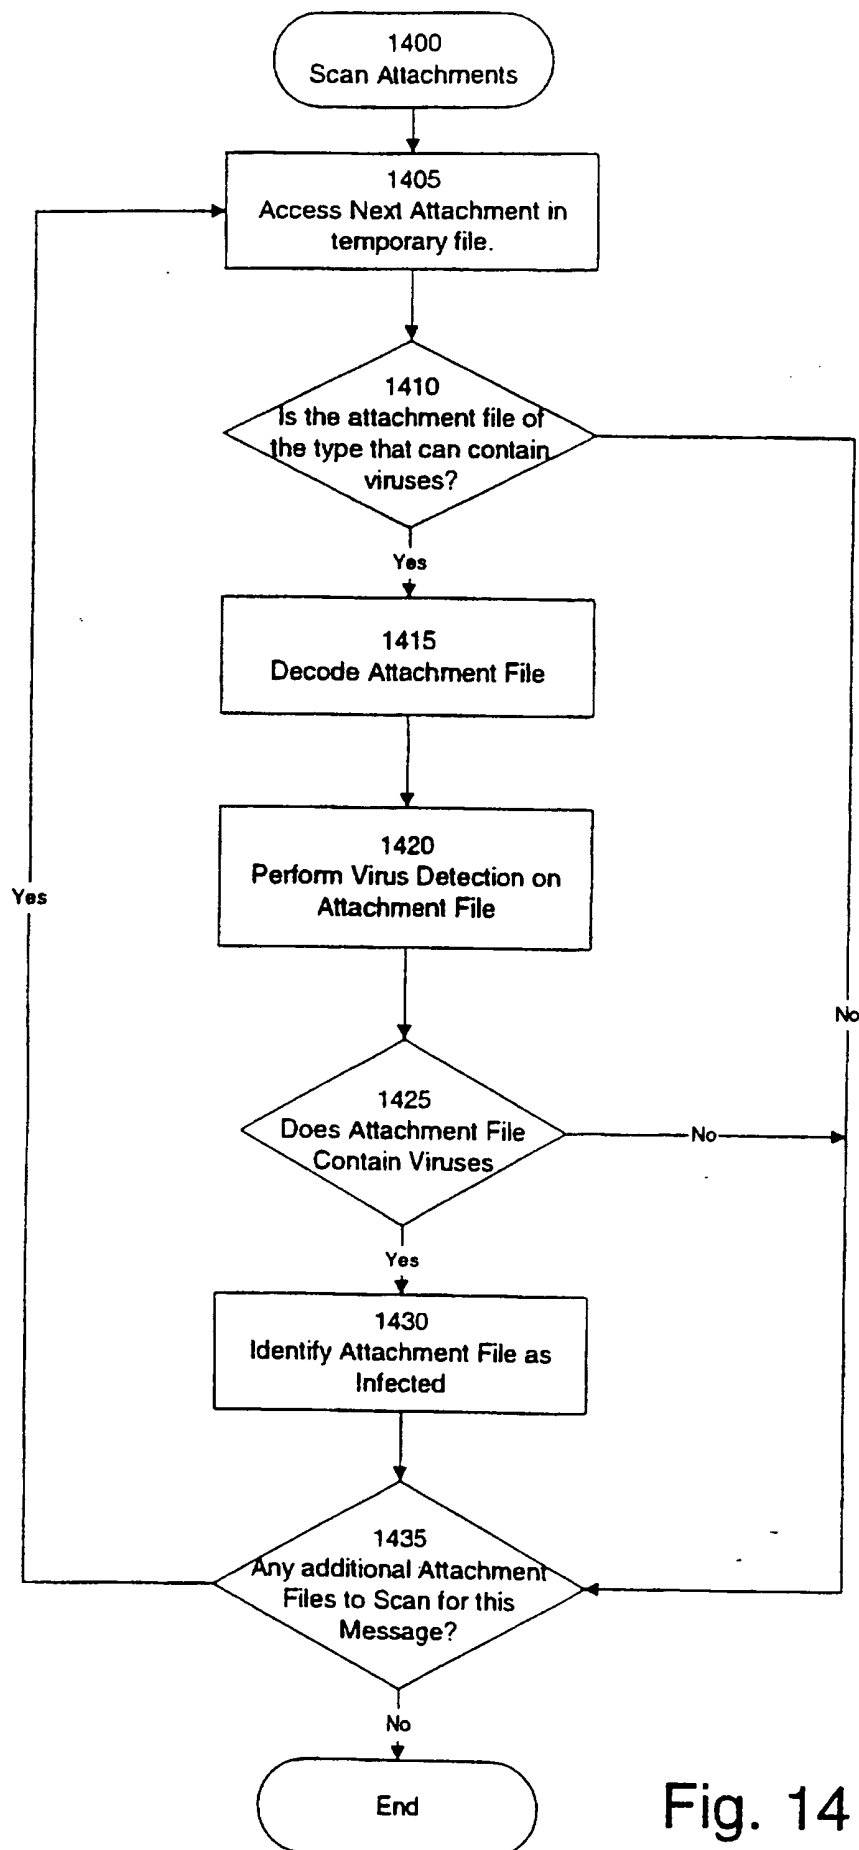 1400
Scan Attachments
1405
Access Next Attachment in
temporary file.
1410
Is the attachment file of
the type that can contain
viruses?
Yes
1415
Decode Attachment File
1420
Perform Virus Detection on
Attachment File
Yes
No
1425
Does Attachment File
Contain Viruses
No
Yes
1430
Identify Attachment File as
Infected
1435
Any additional Attachment
Files to Scan for this
Message?
No
End
Fig. 14